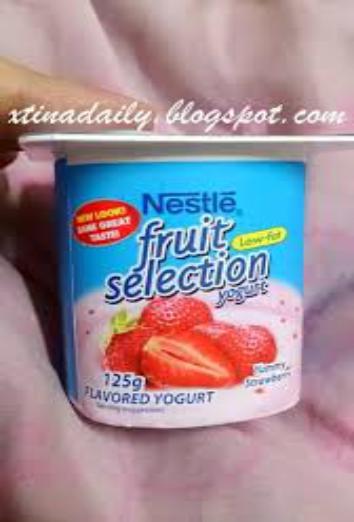 xtinadaily.blogspot.com
NEW LOOK!
SAME GREAT
TASTE!
Nestlé
fruit
Low-Fat
selection
yogurt
Yummy
Strawberry
125g
FLAVORED YOGURT